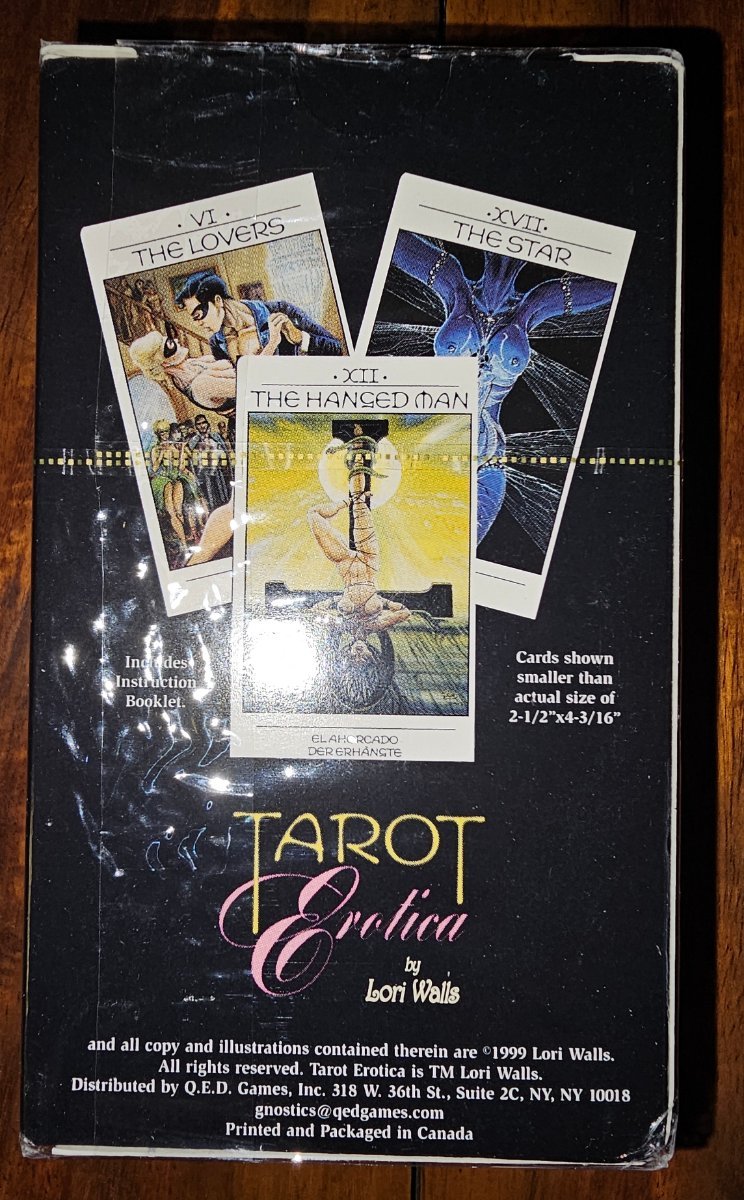 · VI ·
THE LOVERS
· XVII ·
THE STAR
· XII ·
THE HANGED MAN
EL AHORCADO
DER ERHÄNGTE
Includes
Instruction
Booklet.
Cards shown
smaller than
actual size of
2-1/2”x4-3/16”
TAROT
Erotica
by
Lori Walls
and all copy and illustrations contained therein are ©1999 Lori Walls.
All rights reserved. Tarot Erotica is TM Lori Walls.
Distributed by Q.E.D. Games, Inc. 318 W. 36th St., Suite 2C, NY, NY 10018
gnostics@qedgames.com
Printed and Packaged in Canada